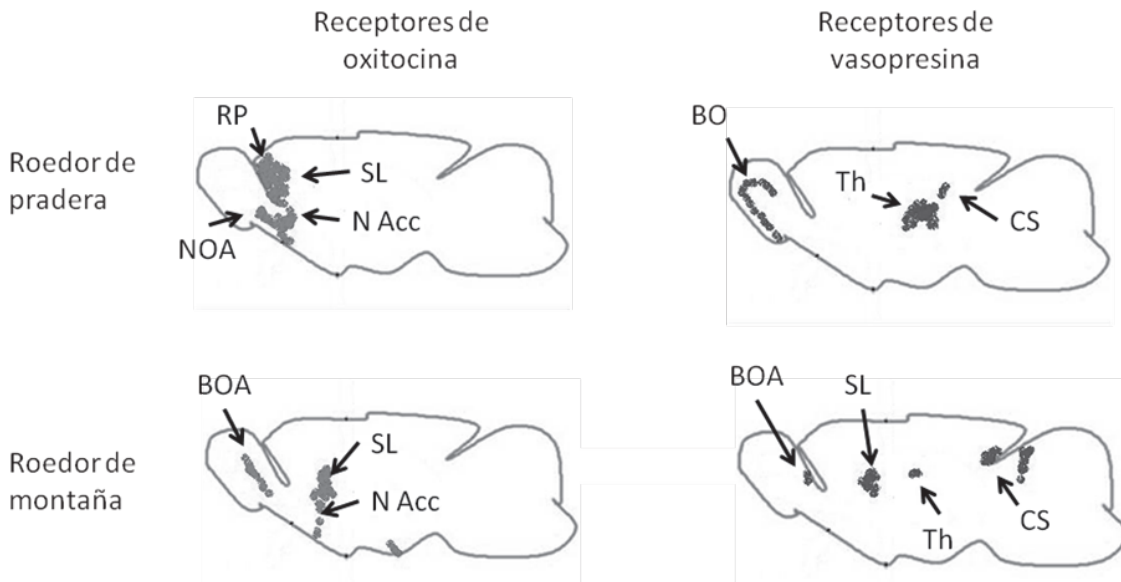 Receptores de
oxitocina
Receptores de
vasopresina
Roedor de
pradera
RP
SL
N Acc
NOA
BO
Th
CS
Roedor de
montaña
BOA
SL
N Acc
BOA
SL
Th
CS